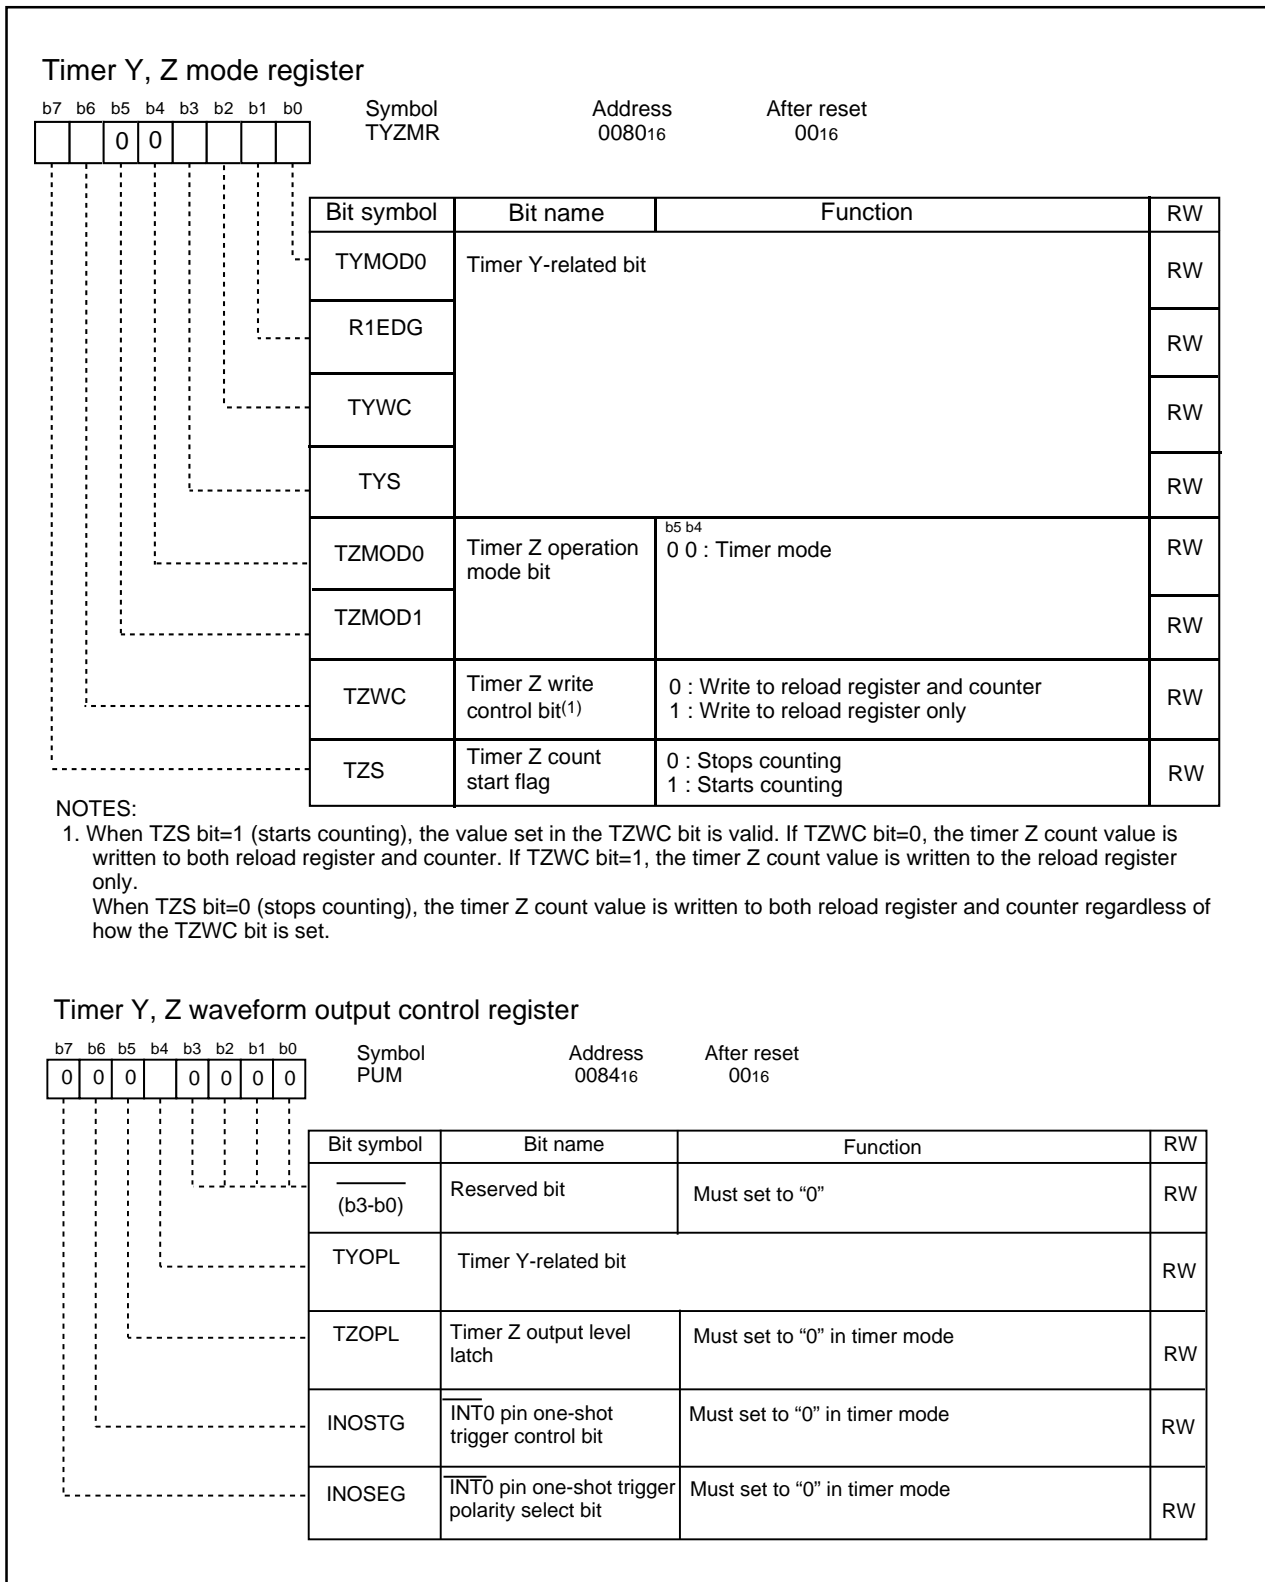 Timer Y, Z mode register
b7 b6 b5 b4 b3 b2 b1 b0
0 0
Symbol Address After reset
TYZMR 008016 0016
Bit symbol Bit name Function RW
TYMOD0 Timer Y-related bit RW
R1EDG RW
TYWC RW
TYS RW
b5 b4
TZMOD0 Timer Z operation mode bit 0 0 : Timer mode RW
TZMOD1 RW
TZWC Timer Z write control bit(1) 0 : Write to reload register and counter RW
1 : Write to reload register only
TZS Timer Z count start flag 0 : Stops counting RW
1 : Starts counting
NOTES:
1. When TZS bit=1 (starts counting), the value set in the TZWC bit is valid. If TZWC bit=0, the timer Z count value is
written to both reload register and counter. If TZWC bit=1, the timer Z count value is written to the reload register
only.
When TZS bit=0 (stops counting), the timer Z count value is written to both reload register and counter regardless of
how the TZWC bit is set.
Timer Y, Z waveform output control register
b7 b6 b5 b4 b3 b2 b1 b0
0 0 0 0 0 0 0
Symbol Address After reset
PUM 008416 0016
Bit symbol Bit name Function RW
(b3-b0) Reserved bit Must set to “0” RW
TYOPL Timer Y-related bit RW
TZOPL Timer Z output level latch Must set to “0” in timer mode RW
INOSTG INT0 pin one-shot trigger control bit Must set to “0” in timer mode RW
INOSEG INT0 pin one-shot trigger polarity select bit Must set to “0” in timer mode RW